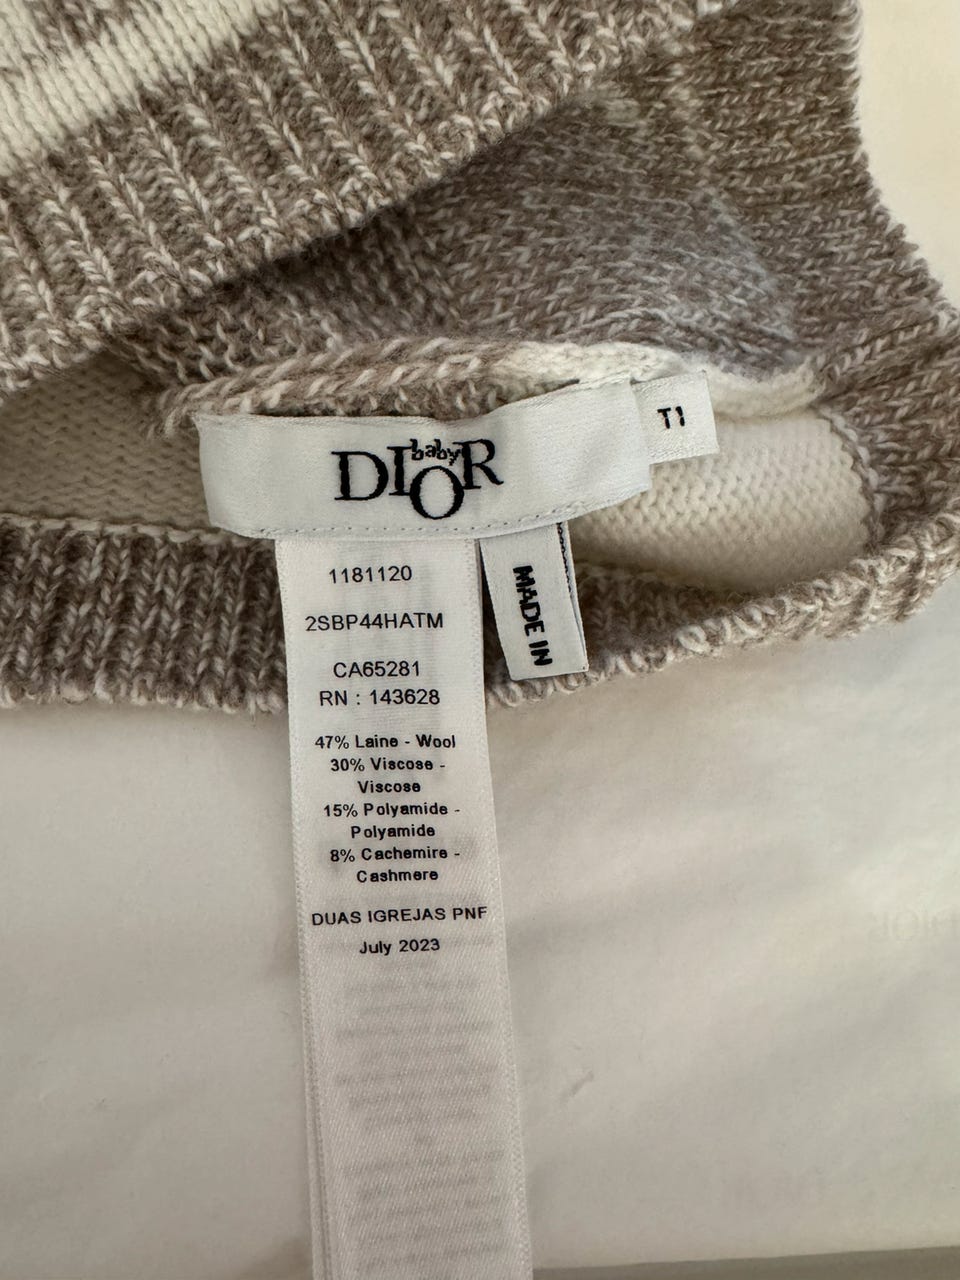 baby
DIOR
T1
MADE IN
1181120
2SBP44HATM
CA65281
RN : 143628
47% Laine - Wool
30% Viscose -
Viscose
15% Polyamide -
Polyamide
8% Cachemire -
Cashmere
DUAS IGREJAS PNF
July 2023